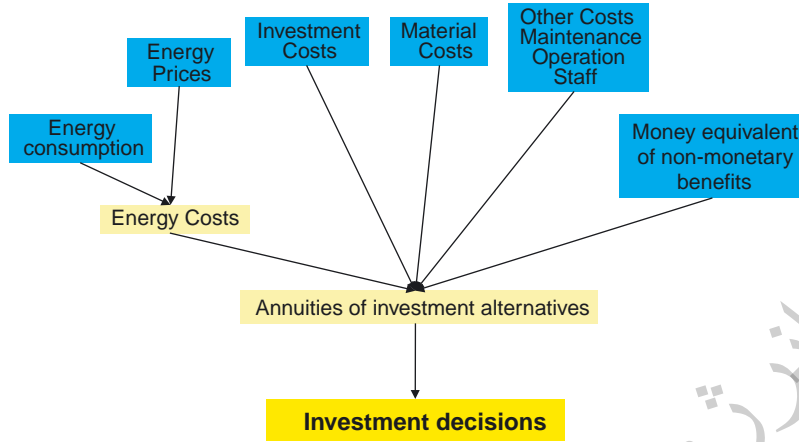 Energy
Prices
Investment
Costs
Material
Costs
Other Costs
Maintenance
Operation
Staff
Energy
consumption
Money equivalent
of non-monetary
benefits
Energy Costs
Annuities of investment alternatives
Investment decisions